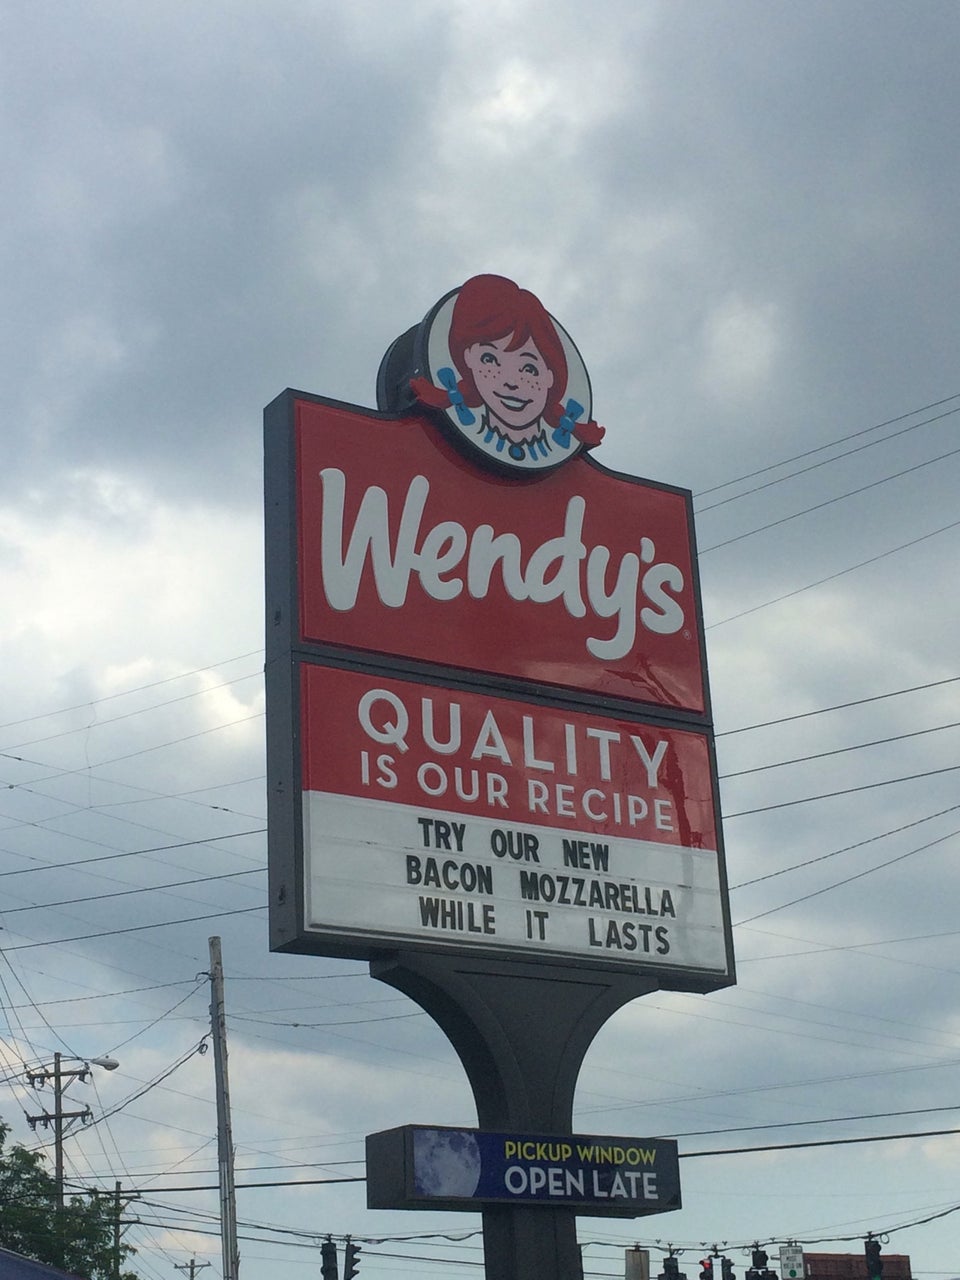 Wendy's®
QUALITY
IS OUR RECIPE
TRY OUR NEW
BACON MOZZARELLA
WHILE IT LASTS
PICKUP WINDOW
OPEN LATE